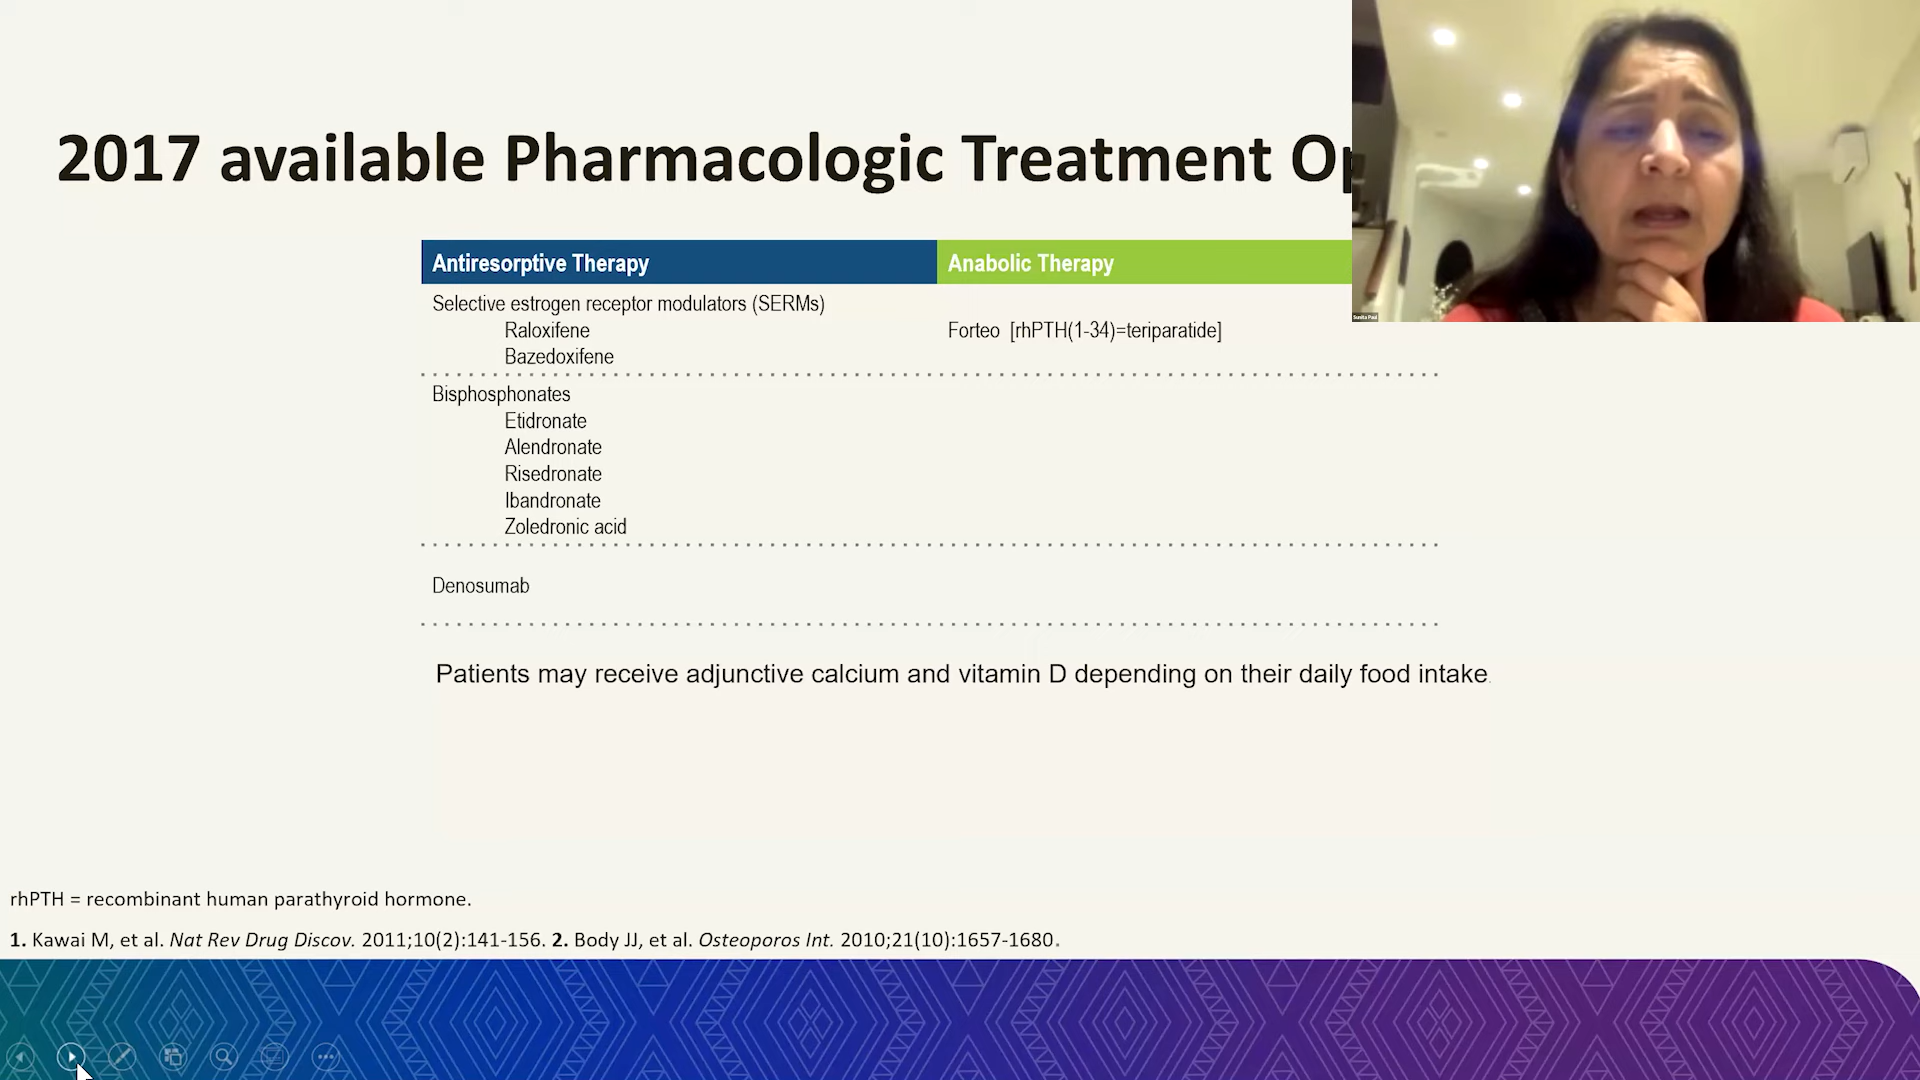 2017 available Pharmacologic Treatment Op
Antiresorptive Therapy
Anabolic Therapy
Selective estrogen receptor modulators (SERMs)
Raloxifene
Forteo [rhPTH(1-34)=teriparatide]
Bazedoxifene
Bisphosphonates
Etidronate
Alendronate
Risedronate
Ibandronate
Zoledronic acid
Denosumab
Patients may receive adjunctive calcium and vitamin D depending on their daily food intake.
rhPTH = recombinant human parathyroid hormone.
1. Kawai M, et al. Nat Rev Drug Discov. 2011;10(2):141-156. 2. Body JJ, et al. Osteoporos Int. 2010;21(10):1657-1680.